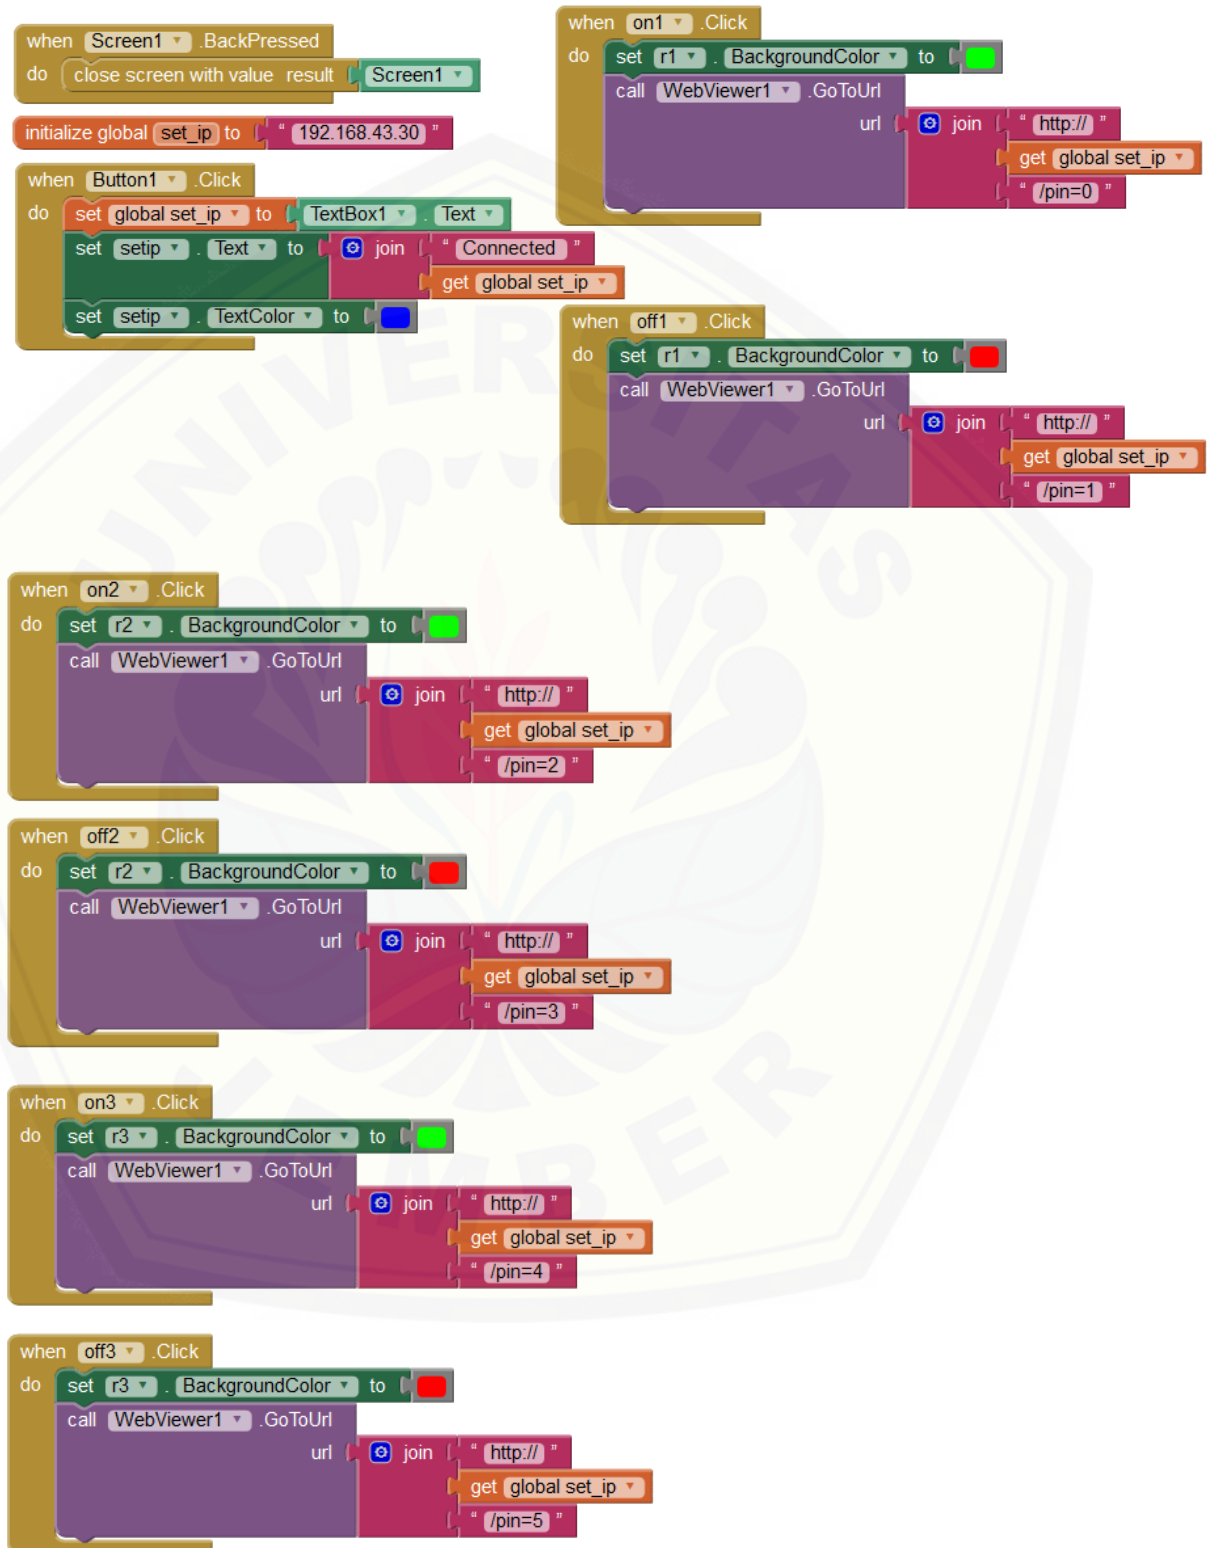 when Screen1 .BackPressed
do close screen with value result Screen1
initialize global set_ip to " 192.168.43.30 "
when Button1 .Click
do set global set_ip to TextBox1 . Text
set setip . Text to join " Connected "
get global set_ip
set setip . TextColor to
when on1 .Click
do set r1 . BackgroundColor to
call WebViewer1 .GoToUrl
url join " http:// "
get global set_ip
" /pin=0 "
when off1 .Click
do set r1 . BackgroundColor to
call WebViewer1 .GoToUrl
url join " http:// "
get global set_ip
" /pin=1 "
when on2 .Click
do set r2 . BackgroundColor to
call WebViewer1 .GoToUrl
url join " http:// "
get global set_ip
" /pin=2 "
when off2 .Click
do set r2 . BackgroundColor to
call WebViewer1 .GoToUrl
url join " http:// "
get global set_ip
" /pin=3 "
when on3 .Click
do set r3 . BackgroundColor to
call WebViewer1 .GoToUrl
url join " http:// "
get global set_ip
" /pin=4 "
when off3 .Click
do set r3 . BackgroundColor to
call WebViewer1 .GoToUrl
url join " http:// "
get global set_ip
" /pin=5 "
UNIVERSITAS
JEMBER